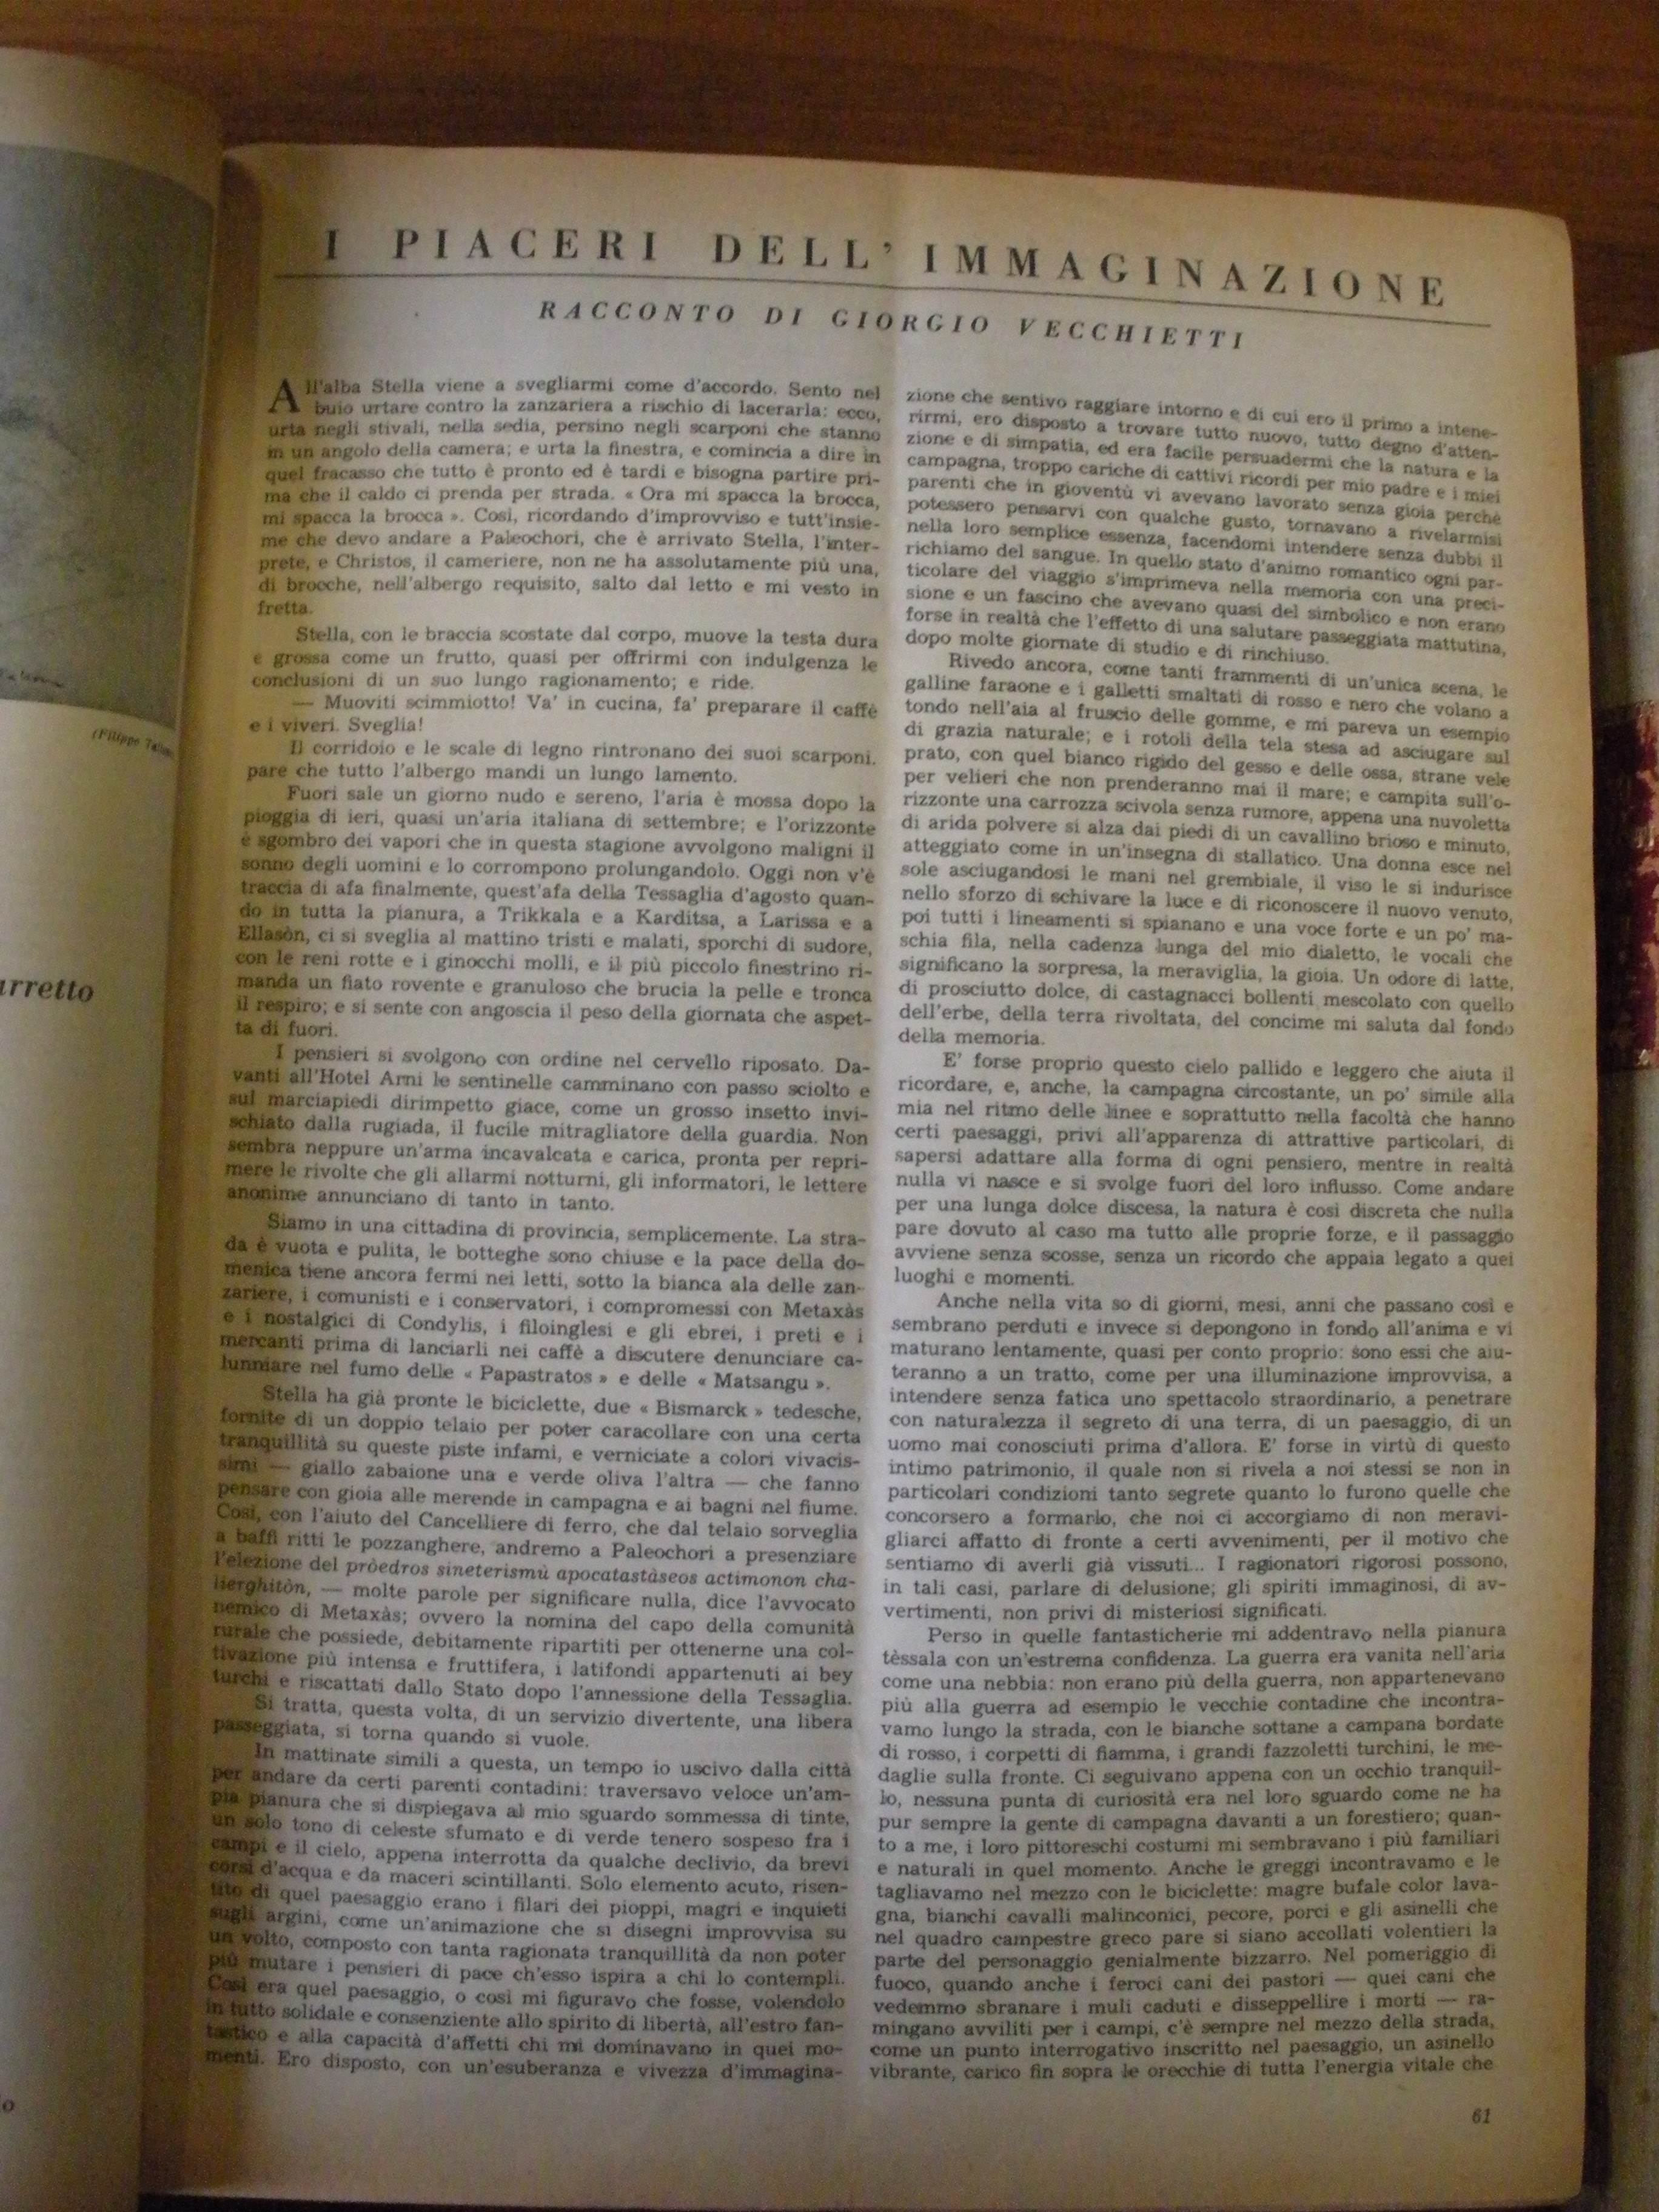 I PIACERI DELL' IMMAGINAZIONE
RACCONTO DI GIORGIO VECCHIETTI
All'alba Stella viene a svegliarmi come d'accordo. Sento nel
buio urtare contro la zanzariera a rischio di lacerarla: ecco,
urta negli stivali, nella sedia, persino negli scarponi che stanno
in un angolo della camera; e urta la finestra, e comincia a dire in
quel fracasso che tutto è pronto ed è tardi e bisogna partire pri-
ma che il caldo ci prenda per strada. « Ora mi spacca la brocca,
mi spacca la brocca ». Così, ricordando d'improvviso e tutt'insie-
me che devo andare a Paleochori, che è arrivato Stella, l'inter-
prete, e Christos, il cameriere, non ne ha assolutamente più una,
di brocche, nell'albergo requisito, salto dal letto e mi vesto in
fretta.
Stella, con le braccia scostate dal corpo, muove la testa dura
e grossa come un frutto, quasi per offrirmi con indulgenza le
conclusioni di un suo lungo ragionamento; e ride.
— Muoviti scimmiotto! Va' in cucina, fa' preparare il caffè
e i viveri. Sveglia!
Il corridoio e le scale di legno rintronano dei suoi scarponi.
pare che tutto l'albergo mandi un lungo lamento.
Fuori sale un giorno nudo e sereno, l'aria è mossa dopo la
pioggia di ieri, quasi un'aria italiana di settembre; e l'orizzonte
è sgombro dei vapori che in questa stagione avvolgono maligni il
sonno degli uomini e lo corrompono prolungandolo. Oggi non v'è
traccia di afa finalmente, quest'afa della Tessaglia d'agosto quan-
do in tutta la pianura, a Trikkala e a Karditsa, a Larissa e a
Ellasòn, ci si sveglia al mattino tristi e malati, sporchi di sudore,
con le reni rotte e i ginocchi molli, e il più piccolo finestrino ri-
manda un fiato rovente e granuloso che brucia la pelle e tronca
il respiro; e si sente con angoscia il peso della giornata che aspet-
ta di fuori.
I pensieri si svolgono con ordine nel cervello riposato. Da-
vanti all'Hotel Arni le sentinelle camminano con passo sciolto e
sul marciapiedi dirimpetto giace, come un grosso insetto invi-
schiato dalla rugiada, il fucile mitragliatore della guardia. Non
sembra neppure un'arma incavalcata e carica, pronta per repri-
mere le rivolte che gli allarmi notturni, gli informatori, le lettere
anonime annunciano di tanto in tanto.
Siamo in una cittadina di provincia, semplicemente. La stra-
da è vuota e pulita, le botteghe sono chiuse e la pace della do-
menica tiene ancora fermi nei letti, sotto la bianca ala delle zan-
zariere, i comunisti e i conservatori, i compromessi con Metaxàs
e i nostalgici di Condylis, i filoinglesi e gli ebrei, i preti e i
mercanti prima di lanciarli nei caffè a discutere denunciare ca-
lunniare nel fumo delle « Papastratos » e delle « Matsangu ».
Stella ha già pronte le biciclette, due « Bismarck » tedesche,
fornite di un doppio telaio per poter caracollare con una certa
tranquillità su queste piste infami, e verniciate a colori vivacis-
simi — giallo zabaione una e verde oliva l'altra — che fanno
pensare con gioia alle merende in campagna e ai bagni nel fiume.
Così, con l'aiuto del Cancelliere di ferro, che dal telaio sorveglia
a baffi ritti le pozzanghere, andremo a Paleochori a presenziare
l'elezione del pròedros sineterismù apocatastàseos actimonon cha-
lierghitòn, — molte parole per significare nulla, dice l'avvocato
nemico di Metaxàs; ovvero la nomina del capo della comunità
rurale che possiede, debitamente ripartiti per ottenerne una col-
tivazione più intensa e fruttifera, i latifondi appartenuti ai bey
turchi e riscattati dallo Stato dopo l'annessione della Tessaglia.
Si tratta, questa volta, di un servizio divertente, una libera
passeggiata, si torna quando si vuole.
In mattinate simili a questa, un tempo io uscivo dalla città
per andare da certi parenti contadini: traversavo veloce un'am-
pia pianura che si dispiegava al mio sguardo sommessa di tinte,
un solo tono di celeste sfumato e di verde tenero sospeso fra i
campi e il cielo, appena interrotta da qualche declivio, da brevi
corsi d'acqua e da maceri scintillanti. Solo elemento acuto, risen-
tito di quel paesaggio erano i filari dei pioppi, magri e inquieti
sugli argini, come un'animazione che si disegni improvvisa su
un volto, composto con tanta ragionata tranquillità da non poter
più mutare i pensieri di pace ch'esso ispira a chi lo contempli.
Così era quel paesaggio, o così mi figuravo che fosse, volendolo
in tutto solidale e consenziente allo spirito di libertà, all'estro fan-
tastico e alla capacità d'affetti chi mi dominavano in quei mo-
menti. Ero disposto, con un'esuberanza e vivezza d'immagina-
zione che sentivo raggiare intorno e di cui ero il primo a intene-
rirmi, ero disposto a trovare tutto nuovo, tutto degno d'atten-
zione e di simpatia, ed era facile persuadermi che la natura e la
campagna, troppo cariche di cattivi ricordi per mio padre e i miei
parenti che in gioventù vi avevano lavorato senza gioia perchè
potessero pensarvi con qualche gusto, tornavano a rivelarmisi
nella loro semplice essenza, facendomi intendere senza dubbi il
richiamo del sangue. In quello stato d'animo romantico ogni par-
ticolare del viaggio s'imprimeva nella memoria con una preci-
sione e un fascino che avevano quasi del simbolico e non erano
forse in realtà che l'effetto di una salutare passeggiata mattutina,
dopo molte giornate di studio e di rinchiuso.
Rivedo ancora, come tanti frammenti di un'unica scena, le
galline faraone e i galletti smaltati di rosso e nero che volano a
tondo nell'aia al fruscio delle gomme, e mi pareva un esempio
di grazia naturale; e i rotoli della tela stesa ad asciugare sul
prato, con quel bianco rigido del gesso e delle ossa, strane vele
per velieri che non prenderanno mai il mare; e campita sull'o-
rizzonte una carrozza scivola senza rumore, appena una nuvoletta
di arida polvere si alza dai piedi di un cavallino brioso e minuto,
atteggiato come in un'insegna di stallatico. Una donna esce nel
sole asciugandosi le mani nel grembiale, il viso le si indurisce
nello sforzo di schivare la luce e di riconoscere il nuovo venuto,
poi tutti i lineamenti si spianano e una voce forte e un po' ma-
schia fila, nella cadenza lunga del mio dialetto, le vocali che
significano la sorpresa, la meraviglia, la gioia. Un odore di latte,
di prosciutto dolce, di castagnacci bollenti mescolato con quello
dell'erbe, della terra rivoltata, del concime mi saluta dal fondo
della memoria.
E' forse proprio questo cielo pallido e leggero che aiuta il
ricordare, e, anche, la campagna circostante, un po' simile alla
mia nel ritmo delle linee e soprattutto nella facoltà che hanno
certi paesaggi, privi all'apparenza di attrattive particolari, di
sapersi adattare alla forma di ogni pensiero, mentre in realtà
nulla vi nasce e si svolge fuori del loro influsso. Come andare
per una lunga dolce discesa, la natura è così discreta che nulla
pare dovuto al caso ma tutto alle proprie forze, e il passaggio
avviene senza scosse, senza un ricordo che appaia legato a quei
luoghi e momenti.
Anche nella vita so di giorni, mesi, anni che passano così e
sembrano perduti e invece si depongono in fondo all'anima e vi
maturano lentamente, quasi per conto proprio: sono essi che aiu-
teranno a un tratto, come per una illuminazione improvvisa, a
intendere senza fatica uno spettacolo straordinario, a penetrare
con naturalezza il segreto di una terra, di un paesaggio, di un
uomo mai conosciuti prima d'allora. E' forse in virtù di questo
intimo patrimonio, il quale non si rivela a noi stessi se non in
particolari condizioni tanto segrete quanto lo furono quelle che
concorsero a formarlo, che noi ci accorgiamo di non meravi-
gliarci affatto di fronte a certi avvenimenti, per il motivo che
sentiamo di averli già vissuti... I ragionatori rigorosi possono,
in tali casi, parlare di delusione; gli spiriti immaginosi, di av-
vertimenti, non privi di misteriosi significati.
Perso in quelle fantasticherie mi addentravo nella pianura
tèssala con un'estrema confidenza. La guerra era vanita nell'aria
come una nebbia: non erano più della guerra, non appartenevano
più alla guerra ad esempio le vecchie contadine che incontra-
vamo lungo la strada, con le bianche sottane a campana bordate
di rosso, i corpetti di fiamma, i grandi fazzoletti turchini, le me-
daglie sulla fronte. Ci seguivano appena con un occhio tranquil-
lo, nessuna punta di curiosità era nel loro sguardo come ne ha
pur sempre la gente di campagna davanti a un forestiero; quan-
to a me, i loro pittoreschi costumi mi sembravano i più familiari
e naturali in quel momento. Anche le greggi incontravamo e le
tagliavamo nel mezzo con le biciclette: magre bufale color lava-
gna, bianchi cavalli malinconici, pecore, porci e gli asinelli che
nel quadro campestre greco pare si siano accollati volentieri la
parte del personaggio genialmente bizzarro. Nel pomeriggio di
fuoco, quando anche i feroci cani dei pastori — quei cani che
vedemmo sbranare i muli caduti e disseppellire i morti — ra-
mingano avviliti per i campi, c'è sempre nel mezzo della strada,
come un punto interrogativo inscritto nel paesaggio, un asinello
vibrante, carico fin sopra le orecchie di tutta l'energia vitale che
61
rretto